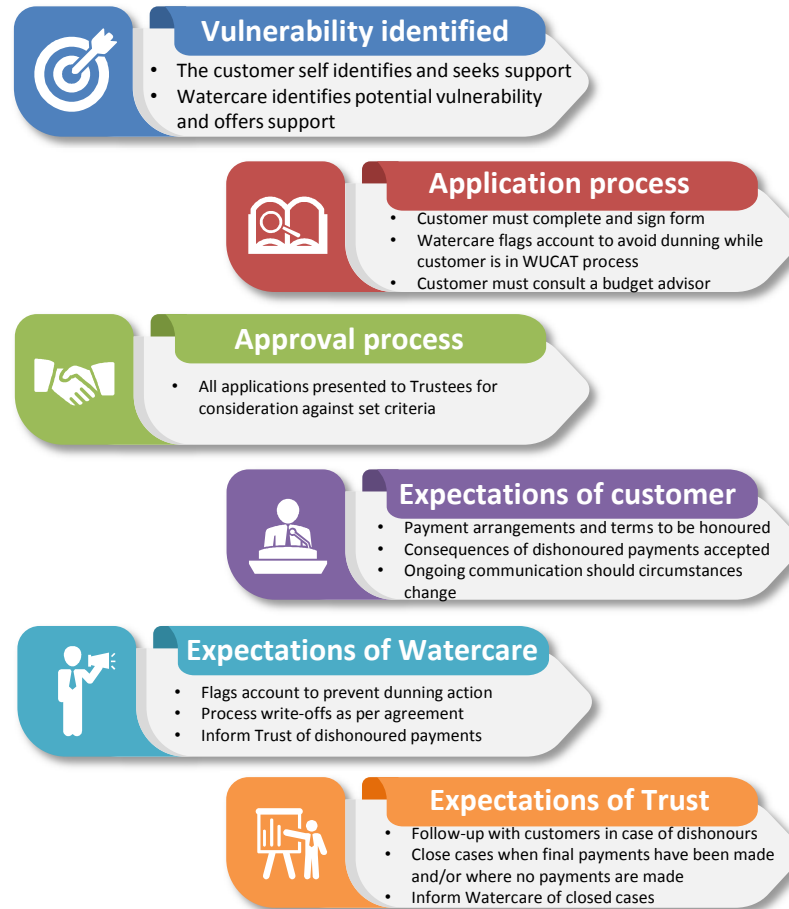 Vulnerability identified
• The customer self identifies and seeks support
• Watercare identifies potential vulnerability
and offers support
Application process
• Customer must complete and sign form
• Watercare flags account to avoid dunning while
customer is in WUCAT process
• Customer must consult a budget advisor
Approval process
• All applications presented to Trustees for
consideration against set criteria
Expectations of customer
• Payment arrangements and terms to be honoured
• Consequences of dishonoured payments accepted
• Ongoing communication should circumstances
change
Expectations of Watercare
• Flags account to prevent dunning action
• Process write-offs as per agreement
• Inform Trust of dishonoured payments
Expectations of Trust
• Follow-up with customers in case of dishonours
• Close cases when final payments have been made
and/or where no payments are made
• Inform Watercare of closed cases